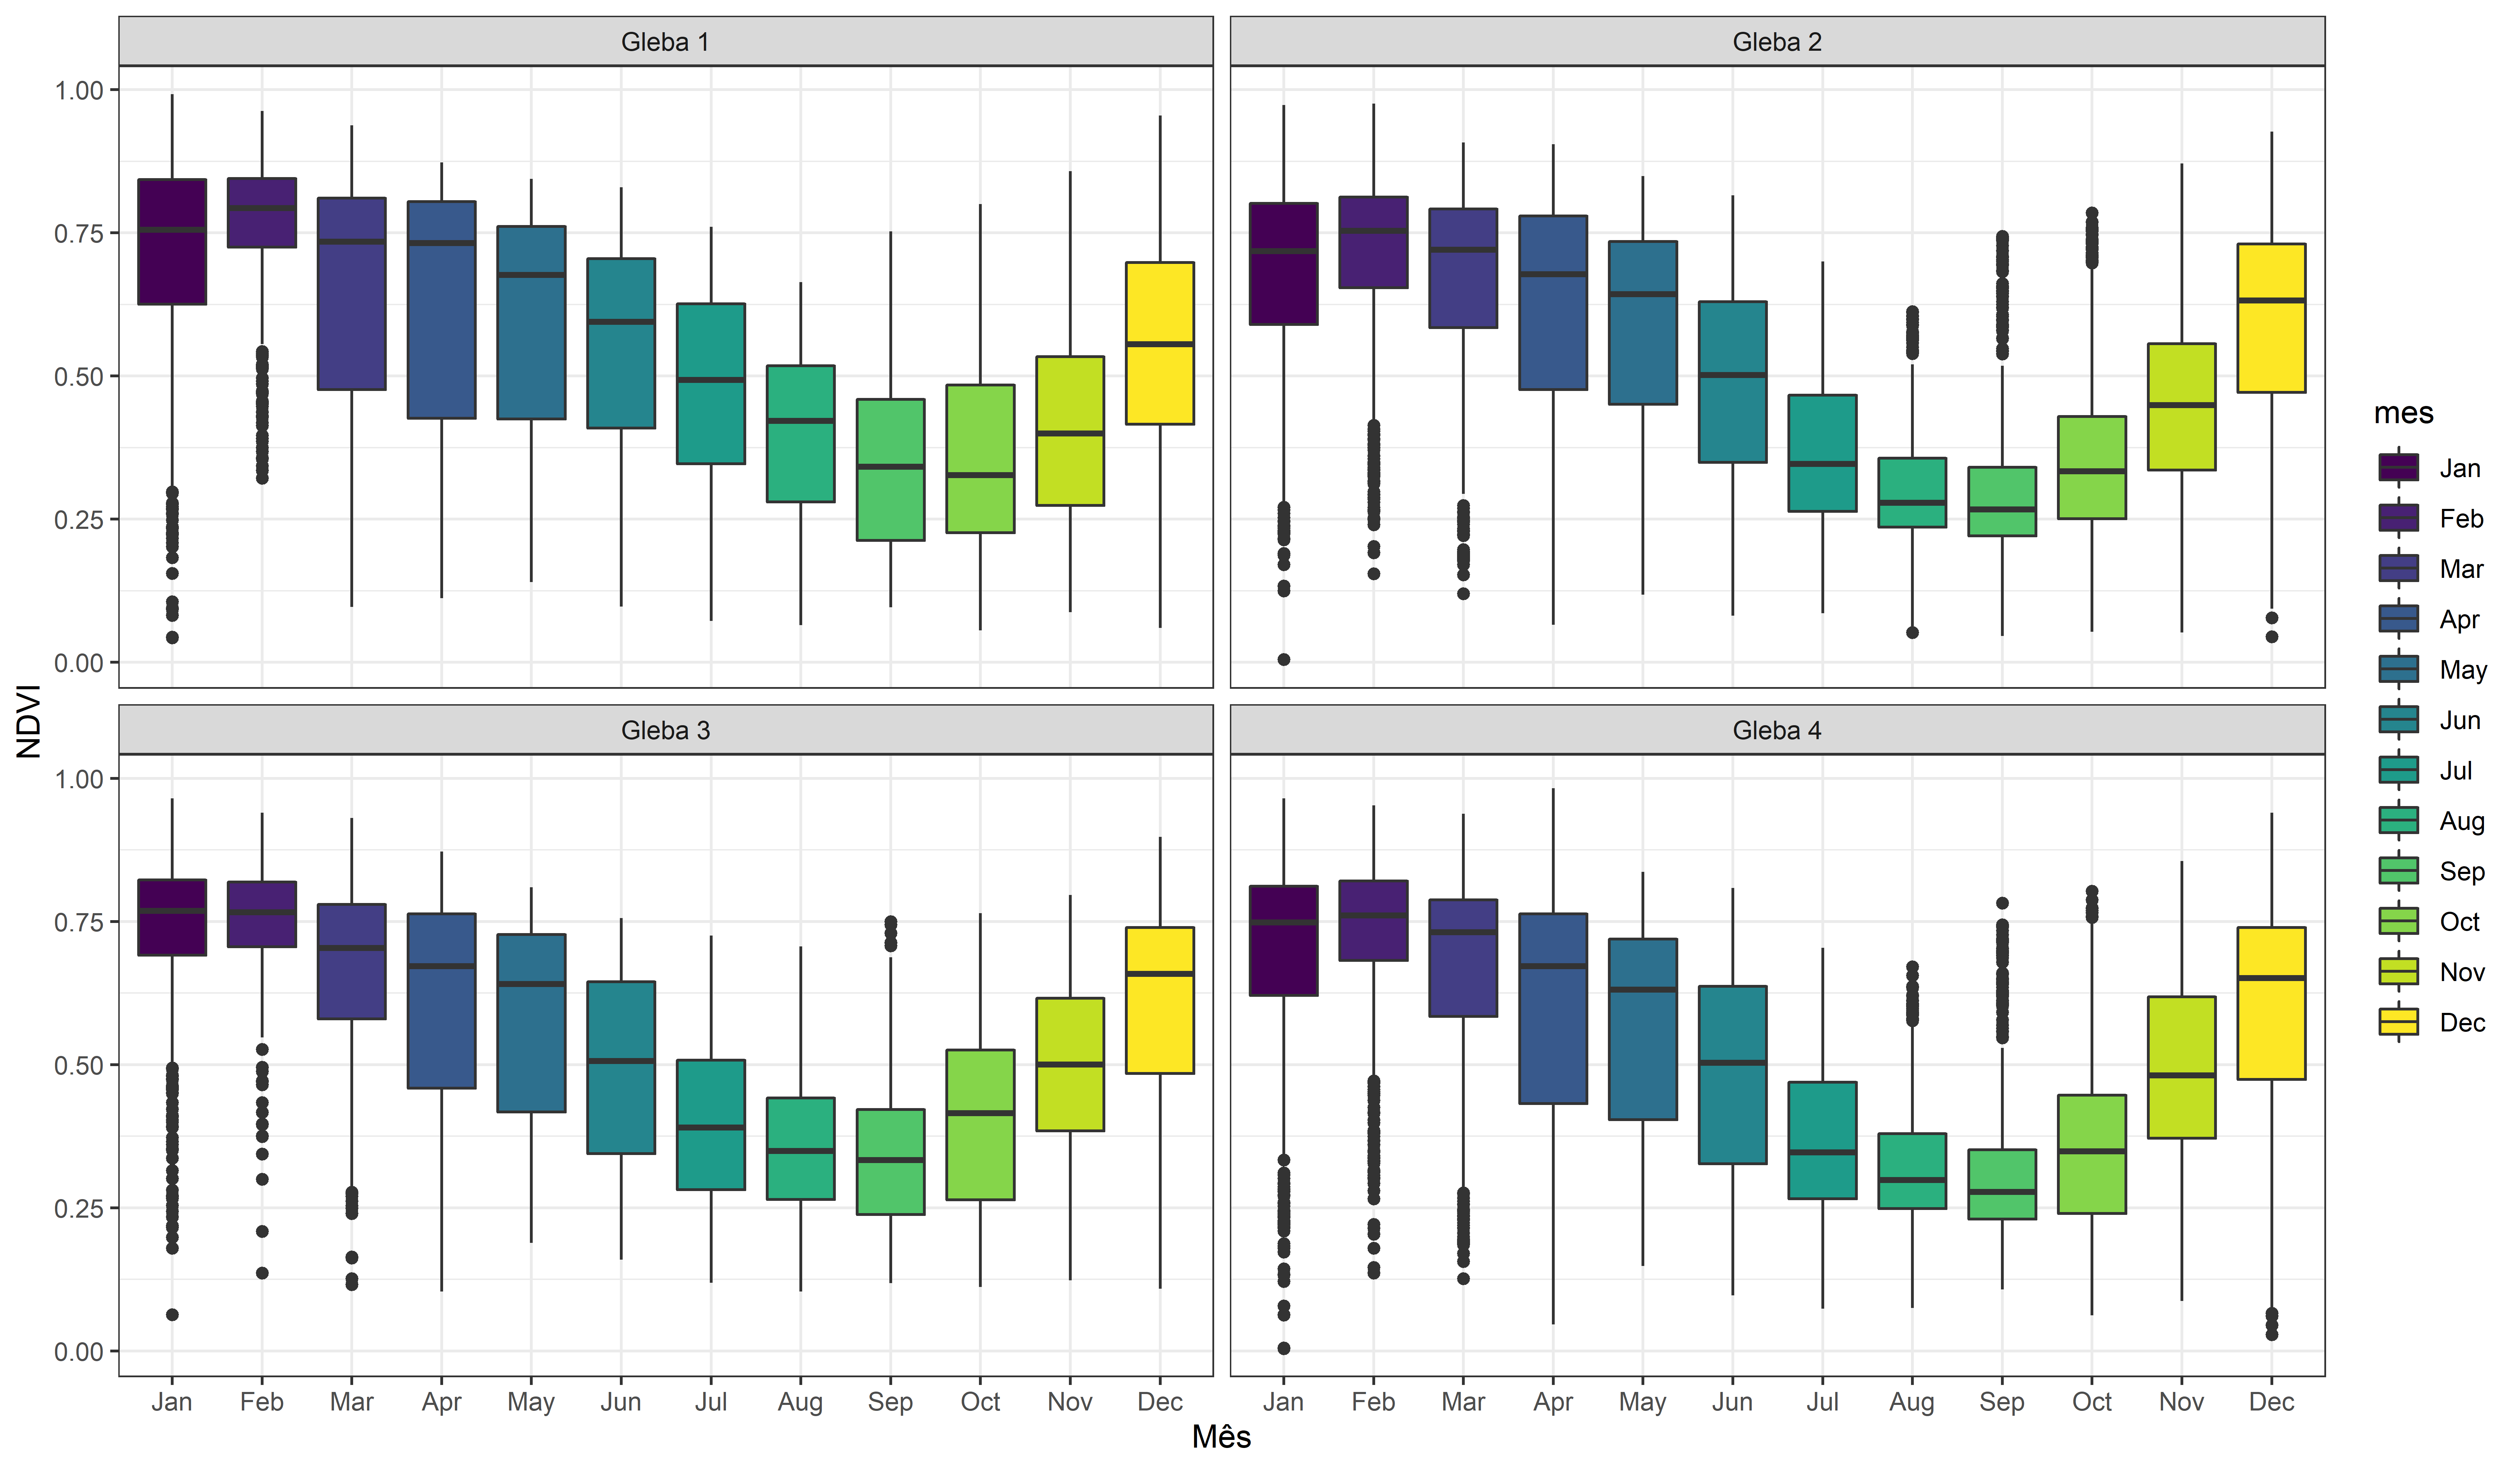 Gleba 1
Gleba 2
1.00
0.75
0.50
0.25
0.00
NDVI
Gleba 3
Gleba 4
1.00
0.75
0.50
0.25
0.00
Jan Feb Mar Apr May Jun Jul Aug Sep Oct Nov Dec
Jan Feb Mar Apr May Jun Jul Aug Sep Oct Nov Dec
Mês
mes
Jan
Feb
Mar
Apr
May
Jun
Jul
Aug
Sep
Oct
Nov
Dec